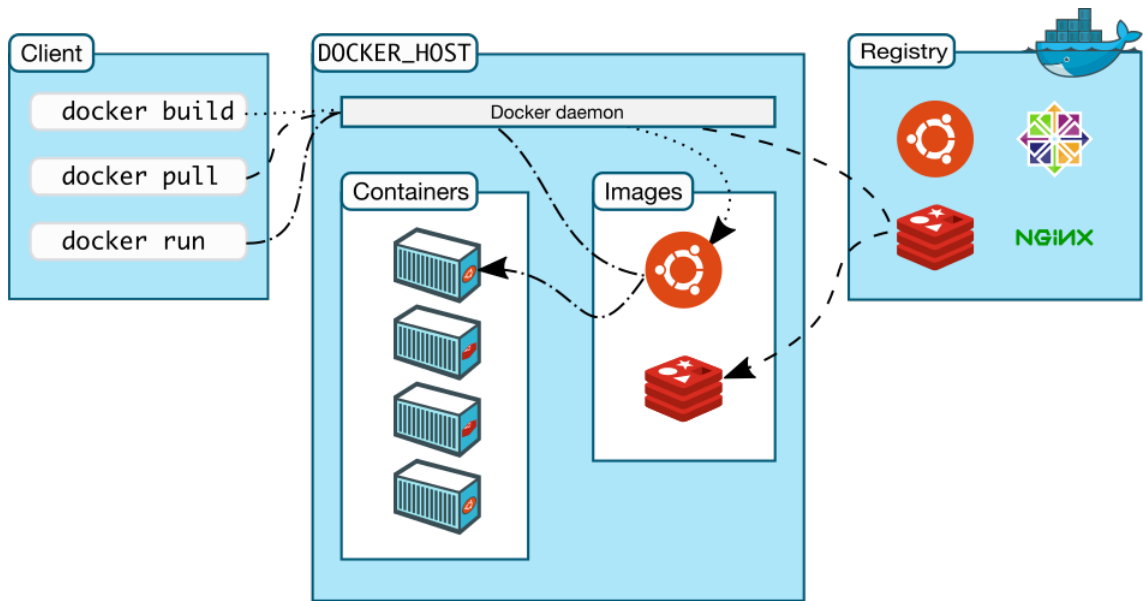 Client
docker build
docker pull
docker run
DOCKER_HOST
Docker daemon
Containers
Images
Registry
NGiNX